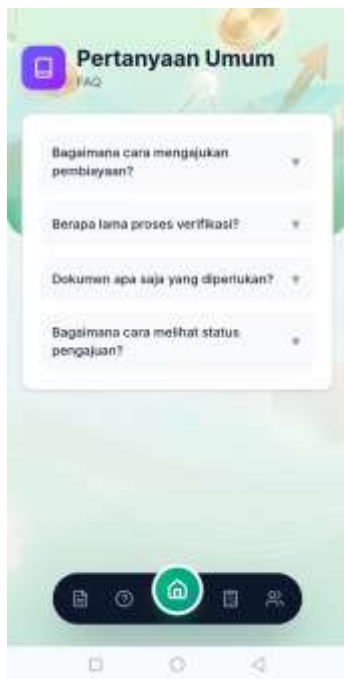 Pertanyaan Umum
FAQ
Bagaimana cara mengajukan
pembiayaan?
Berapa lama proses verifikasi?
Dokumen apa saja yang diperlukan?
Bagaimana cara melihat status
pengajuan?